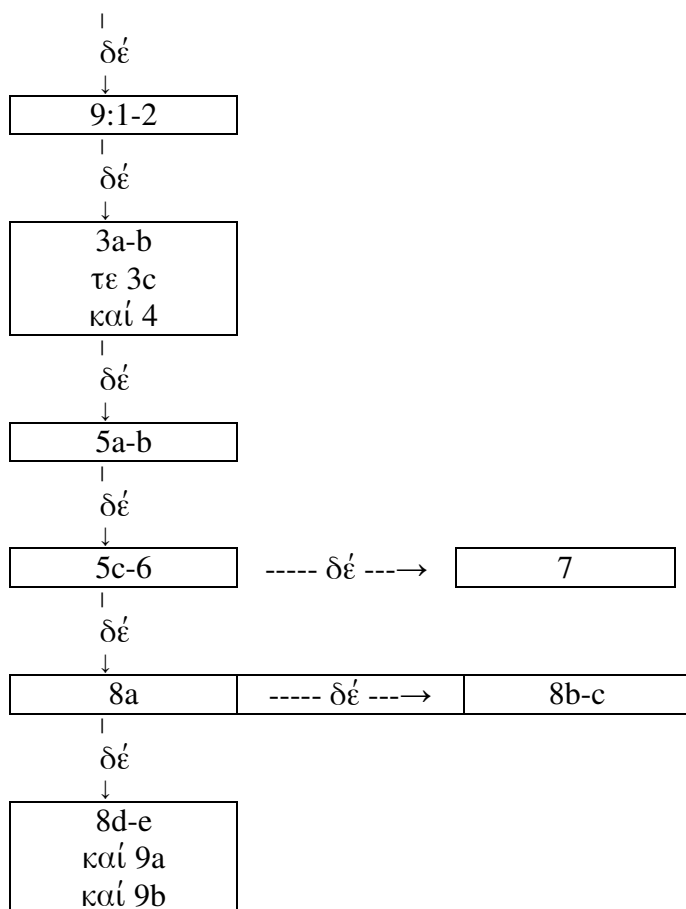 δέ
↓
9:1-2
δέ
↓
3a-b
τε 3c
καί 4
δέ
↓
5a-b
δέ
↓
5c-6 ----- δέ ---→ 7
δέ
↓
8a ----- δέ ---→ 8b-c
δέ
↓
8d-e
καί 9a
καί 9b